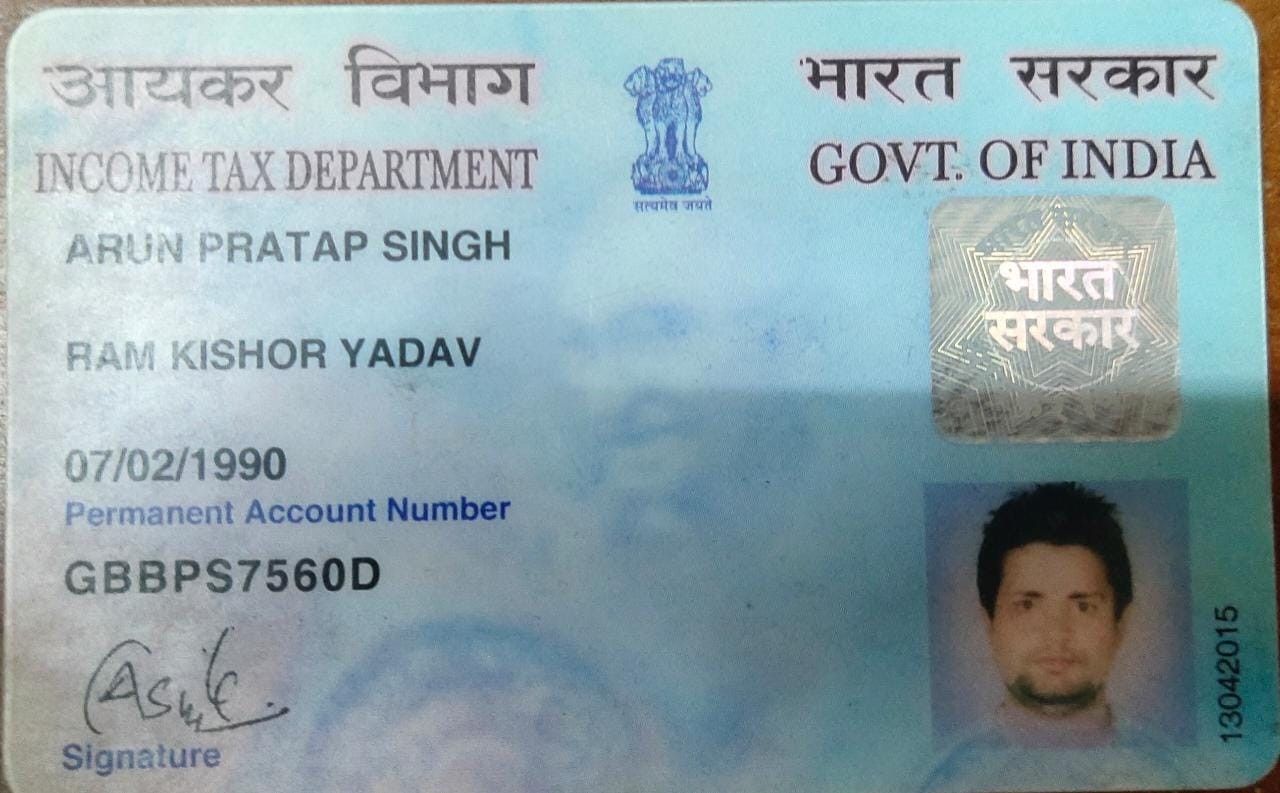 आयकर विभाग
INCOME TAX DEPARTMENT
सत्यमेव जयते
भारत सरकार
GOVT. OF INDIA
ARUN PRATAP SINGH
RAM KISHOR YADAV
07/02/1990
Permanent Account Number
GBBPS7560D
Signature
भारत
सरकार
13042015